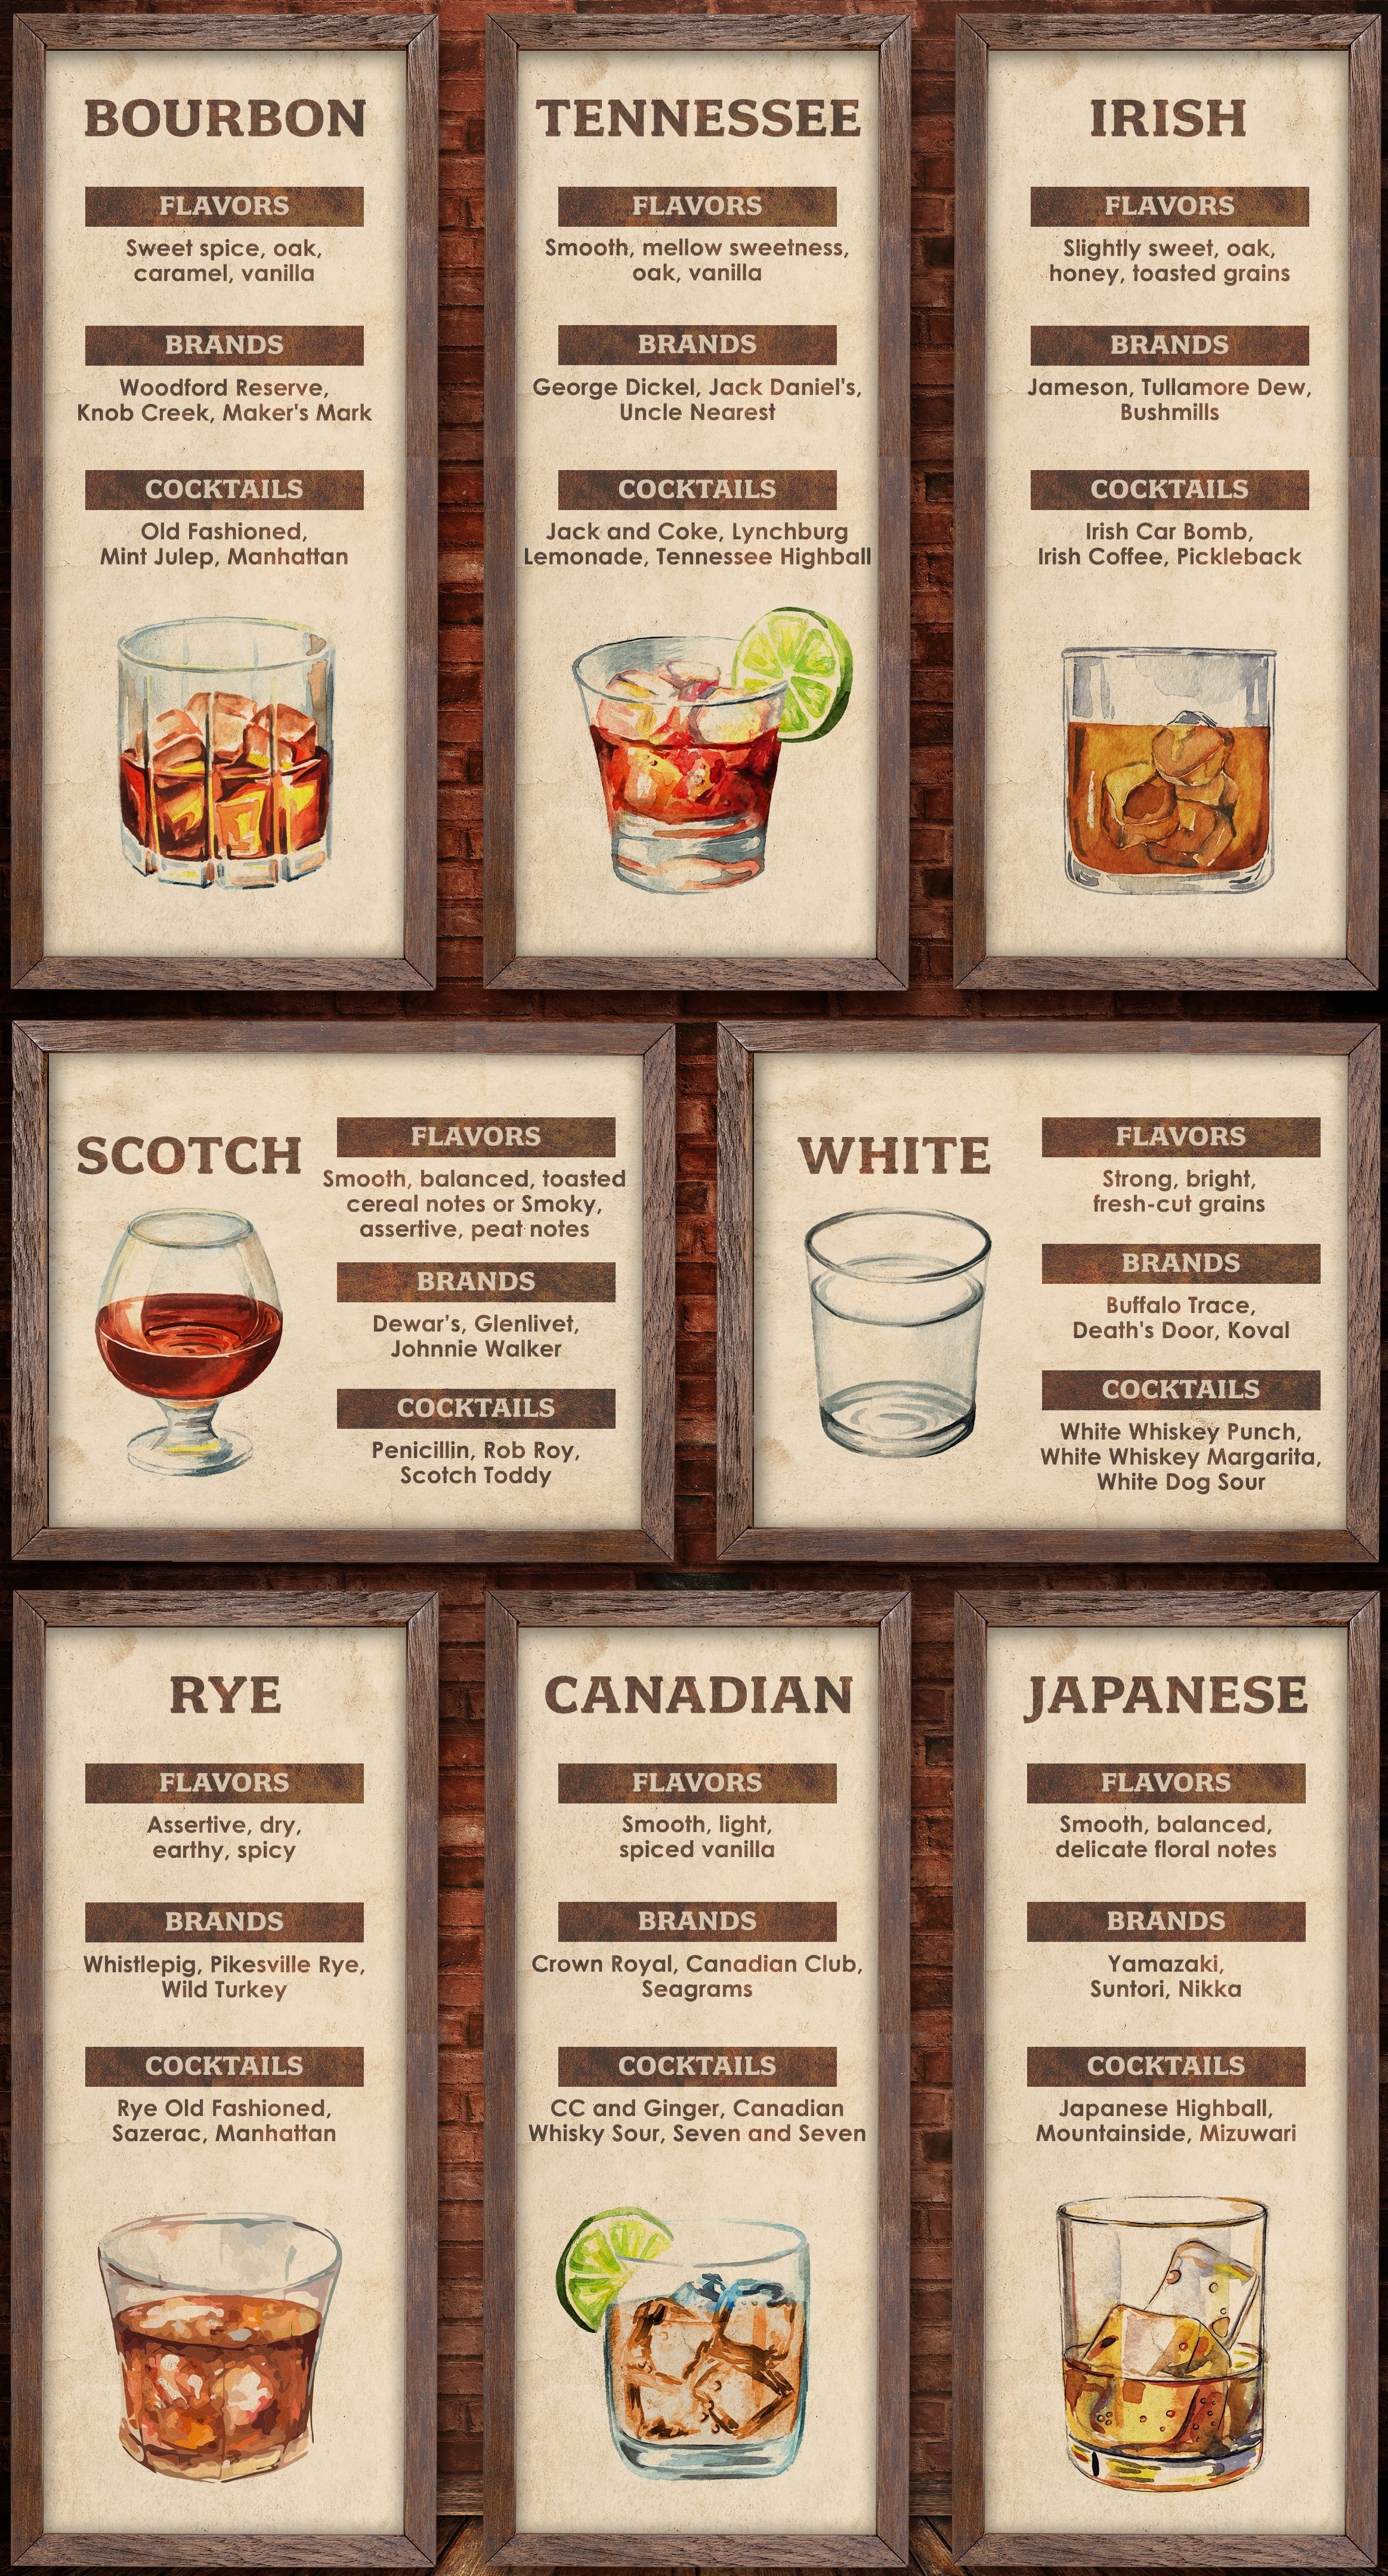 BOURBON
FLAVORS
Sweet spice, oak,
caramel, vanilla
BRANDS
Woodford Reserve,
Knob Creek, Maker's Mark
COCKTAILS
Old Fashioned,
Mint Julep, Manhattan
TENNESSEE
FLAVORS
Smooth, mellow sweetness,
oak, vanilla
BRANDS
George Dickel, Jack Daniel's,
Uncle Nearest
COCKTAILS
Jack and Coke, Lynchburg
Lemonade, Tennessee Highball
IRISH
FLAVORS
Slightly sweet, oak,
honey, toasted grains
BRANDS
Jameson, Tullamore Dew,
Bushmills
COCKTAILS
Irish Car Bomb,
Irish Coffee, Pickleback
SCOTCH
FLAVORS
Smooth, balanced, toasted
cereal notes or Smoky,
assertive, peat notes
BRANDS
Dewar's, Glenlivet,
Johnnie Walker
COCKTAILS
Penicillin, Rob Roy,
Scotch Toddy
WHITE
FLAVORS
Strong, bright,
fresh-cut grains
BRANDS
Buffalo Trace,
Death's Door, Koval
COCKTAILS
White Whiskey Punch,
White Whiskey Margarita,
White Dog Sour
RYE
FLAVORS
Assertive, dry,
earthy, spicy
BRANDS
Whistlepig, Pikesville Rye,
Wild Turkey
COCKTAILS
Rye Old Fashioned,
Sazerac, Manhattan
CANADIAN
FLAVORS
Smooth, light,
spiced vanilla
BRANDS
Crown Royal, Canadian Club,
Seagrams
COCKTAILS
CC and Ginger, Canadian
Whisky Sour, Seven and Seven
JAPANESE
FLAVORS
Smooth, balanced,
delicate floral notes
BRANDS
Yamazaki,
Suntori, Nikka
COCKTAILS
Japanese Highball,
Mountainside, Mizuwari